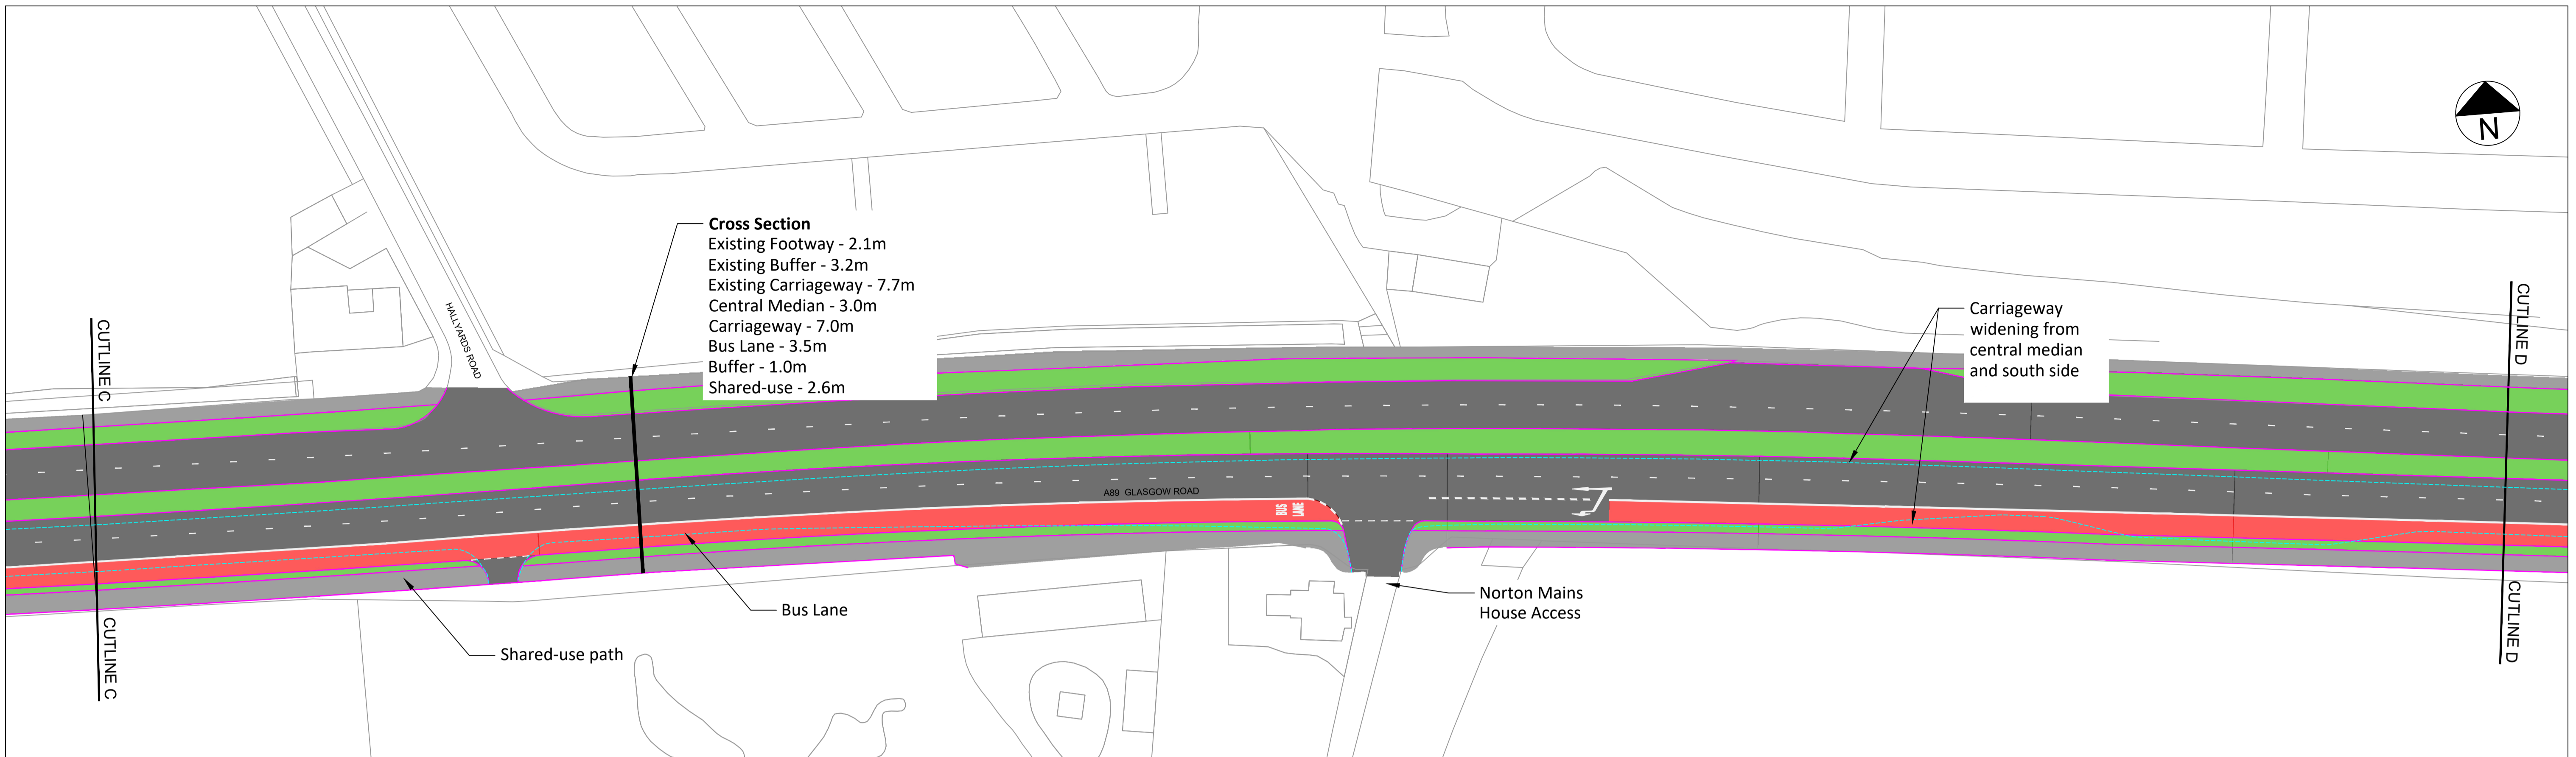 N
Cross Section
Existing Footway - 2.1m
Existing Buffer - 3.2m
Existing Carriageway - 7.7m
Central Median - 3.0m
Carriageway - 7.0m
Bus Lane - 3.5m
Buffer - 1.0m
Shared-use - 2.6m
HALLYARDS ROAD
CUTLINE C
CUTLINE C
Carriageway
widening from
central median
and south side
CUTLINE D
CUTLINE D
A89 GLASGOW ROAD
BUS
LANE
Bus Lane
Shared-use path
Norton Mains
House Access